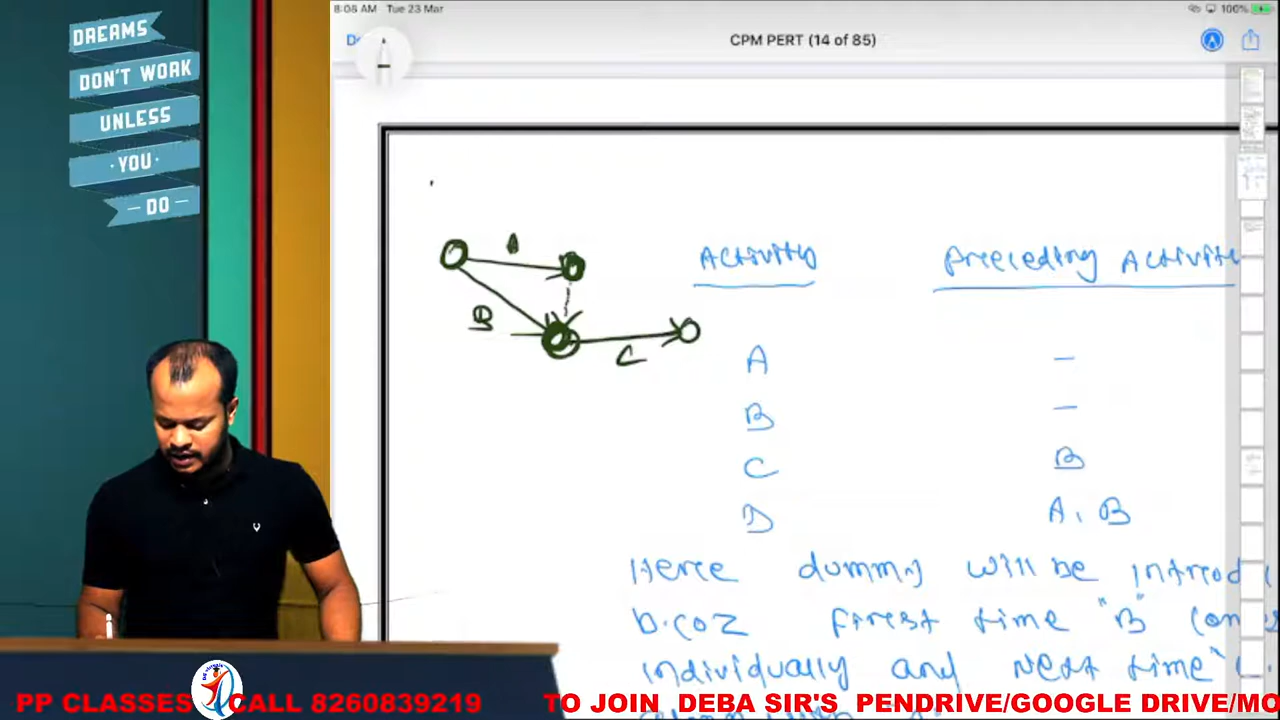 DREAMS
DON'T WORK
UNLESS
·YOU·
DO
8:08 AM Tue 23 Mar
100%
CPM PERT (14 of 85)
A
B
C
Activity Preceding Activitie
A –
B –
C B
D A, B
Here dummy will be introd
b.coz first time "B"
individually and Next time
PP CLASSES CALL 8260839219 TO JOIN DEBA SIR'S PENDRIVE/GOOGLE DRIVE/MO